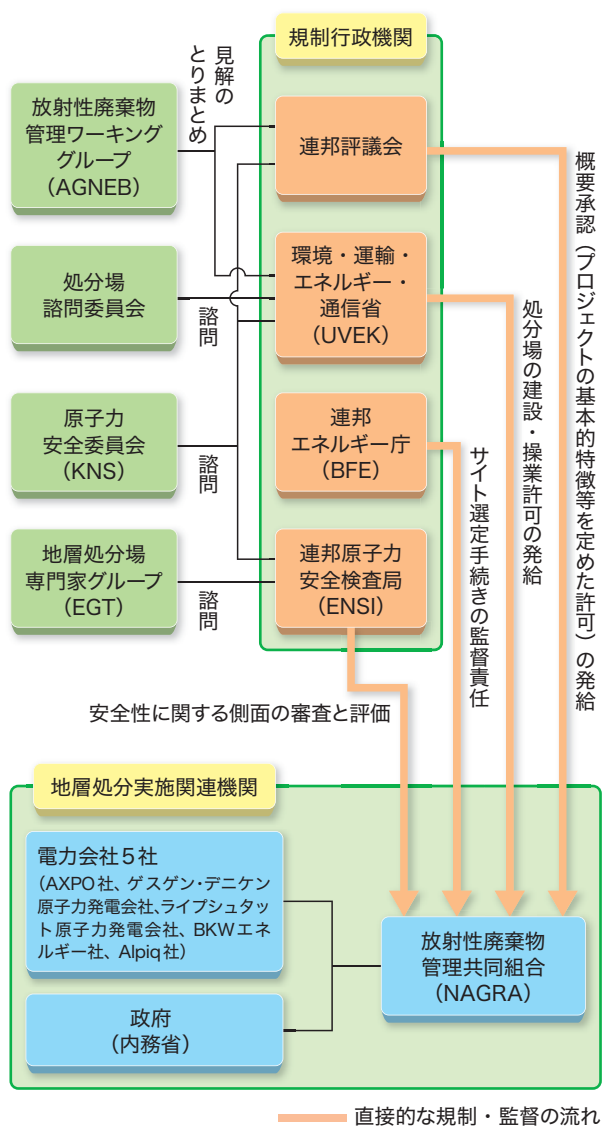 規制行政機関
見解の
とりまとめ
放射性廃棄物
管理ワーキング
グループ
（AGNEB）
連邦評議会
処分場
諮問委員会
諮問
環境・運輸・
エネルギー・
通信省
（UVEK）
原子力
安全委員会
（KNS）
諮問
連邦
エネルギー庁
（BFE）
地層処分場
専門家グループ
（EGT）
諮問
連邦原子力
安全検査局
（ENSI）
概要承認（プロジェクトの基本的特徴等を定めた許可）の発給
処分場の建設・操業許可の発給
サイト選定手続きの監督責任
安全性に関する側面の審査と評価
地層処分実施関連機関
電力会社5社
（AXPO社、ゲスゲン・デニケン
原子力発電会社、ライプシュタッ
ト原子力発電会社、BKWエネ
ルギー社、Alpiq社）
政府
（内務省）
放射性廃棄物
管理共同組合
（NAGRA）
直接的な規制・監督の流れ